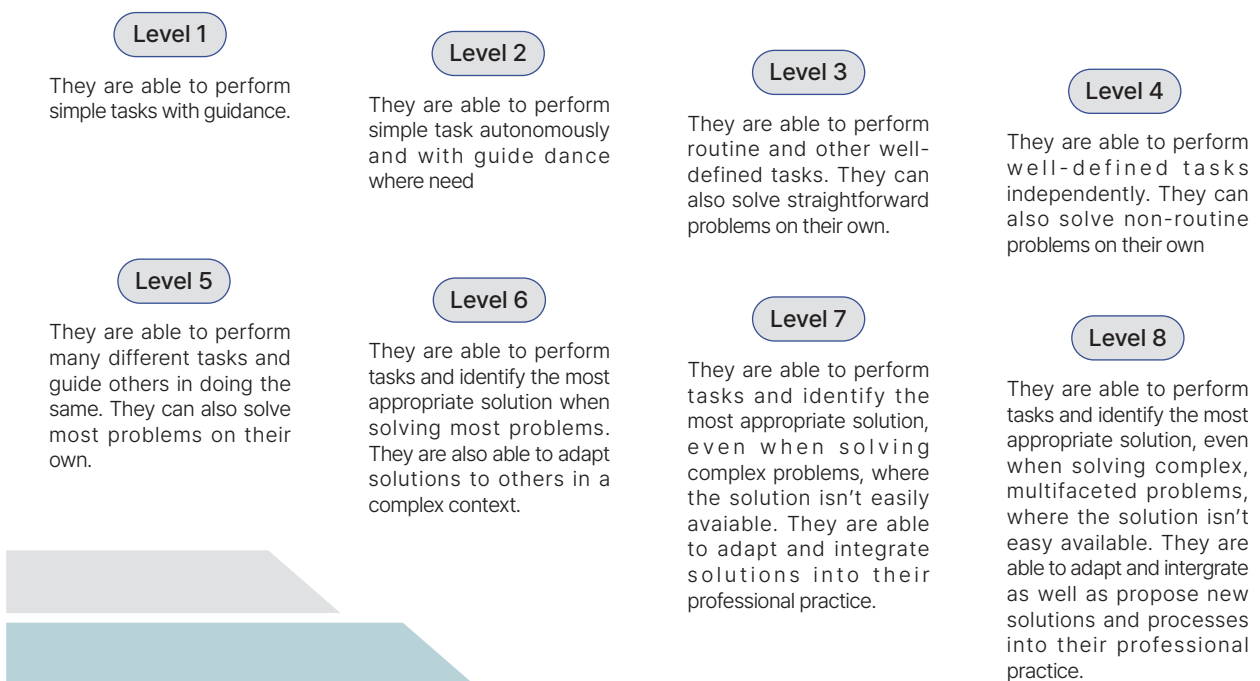 Level 1
They are able to perform
simple tasks with guidance.
Level 2
They are able to perform
simple task autonomously
and with guide dance
where need
Level 3
They are able to perform
routine and other well-
defined tasks. They can
also solve straightforward
problems on their own.
Level 4
They are able to perform
well-defined tasks
independently. They can
also solve non-routine
problems on their own
Level 5
They are able to perform
many different tasks and
guide others in doing the
same. They can also solve
most problems on their
own.
Level 6
They are able to perform
tasks and identify the most
appropriate solution when
solving most problems.
They are also able to adapt
solutions to others in a
complex context.
Level 7
They are able to perform
tasks and identify the
most appropriate solution,
even when solving
complex problems, where
the solution isn't easily
avaiable. They are able
to adapt and integrate
solutions into their
professional practice.
Level 8
They are able to perform
tasks and identify the most
appropriate solution, even
when solving complex,
multifaceted problems,
where the solution isn't
easy available. They are
able to adapt and intergrate
as well as propose new
solutions and processes
into their professional
practice.